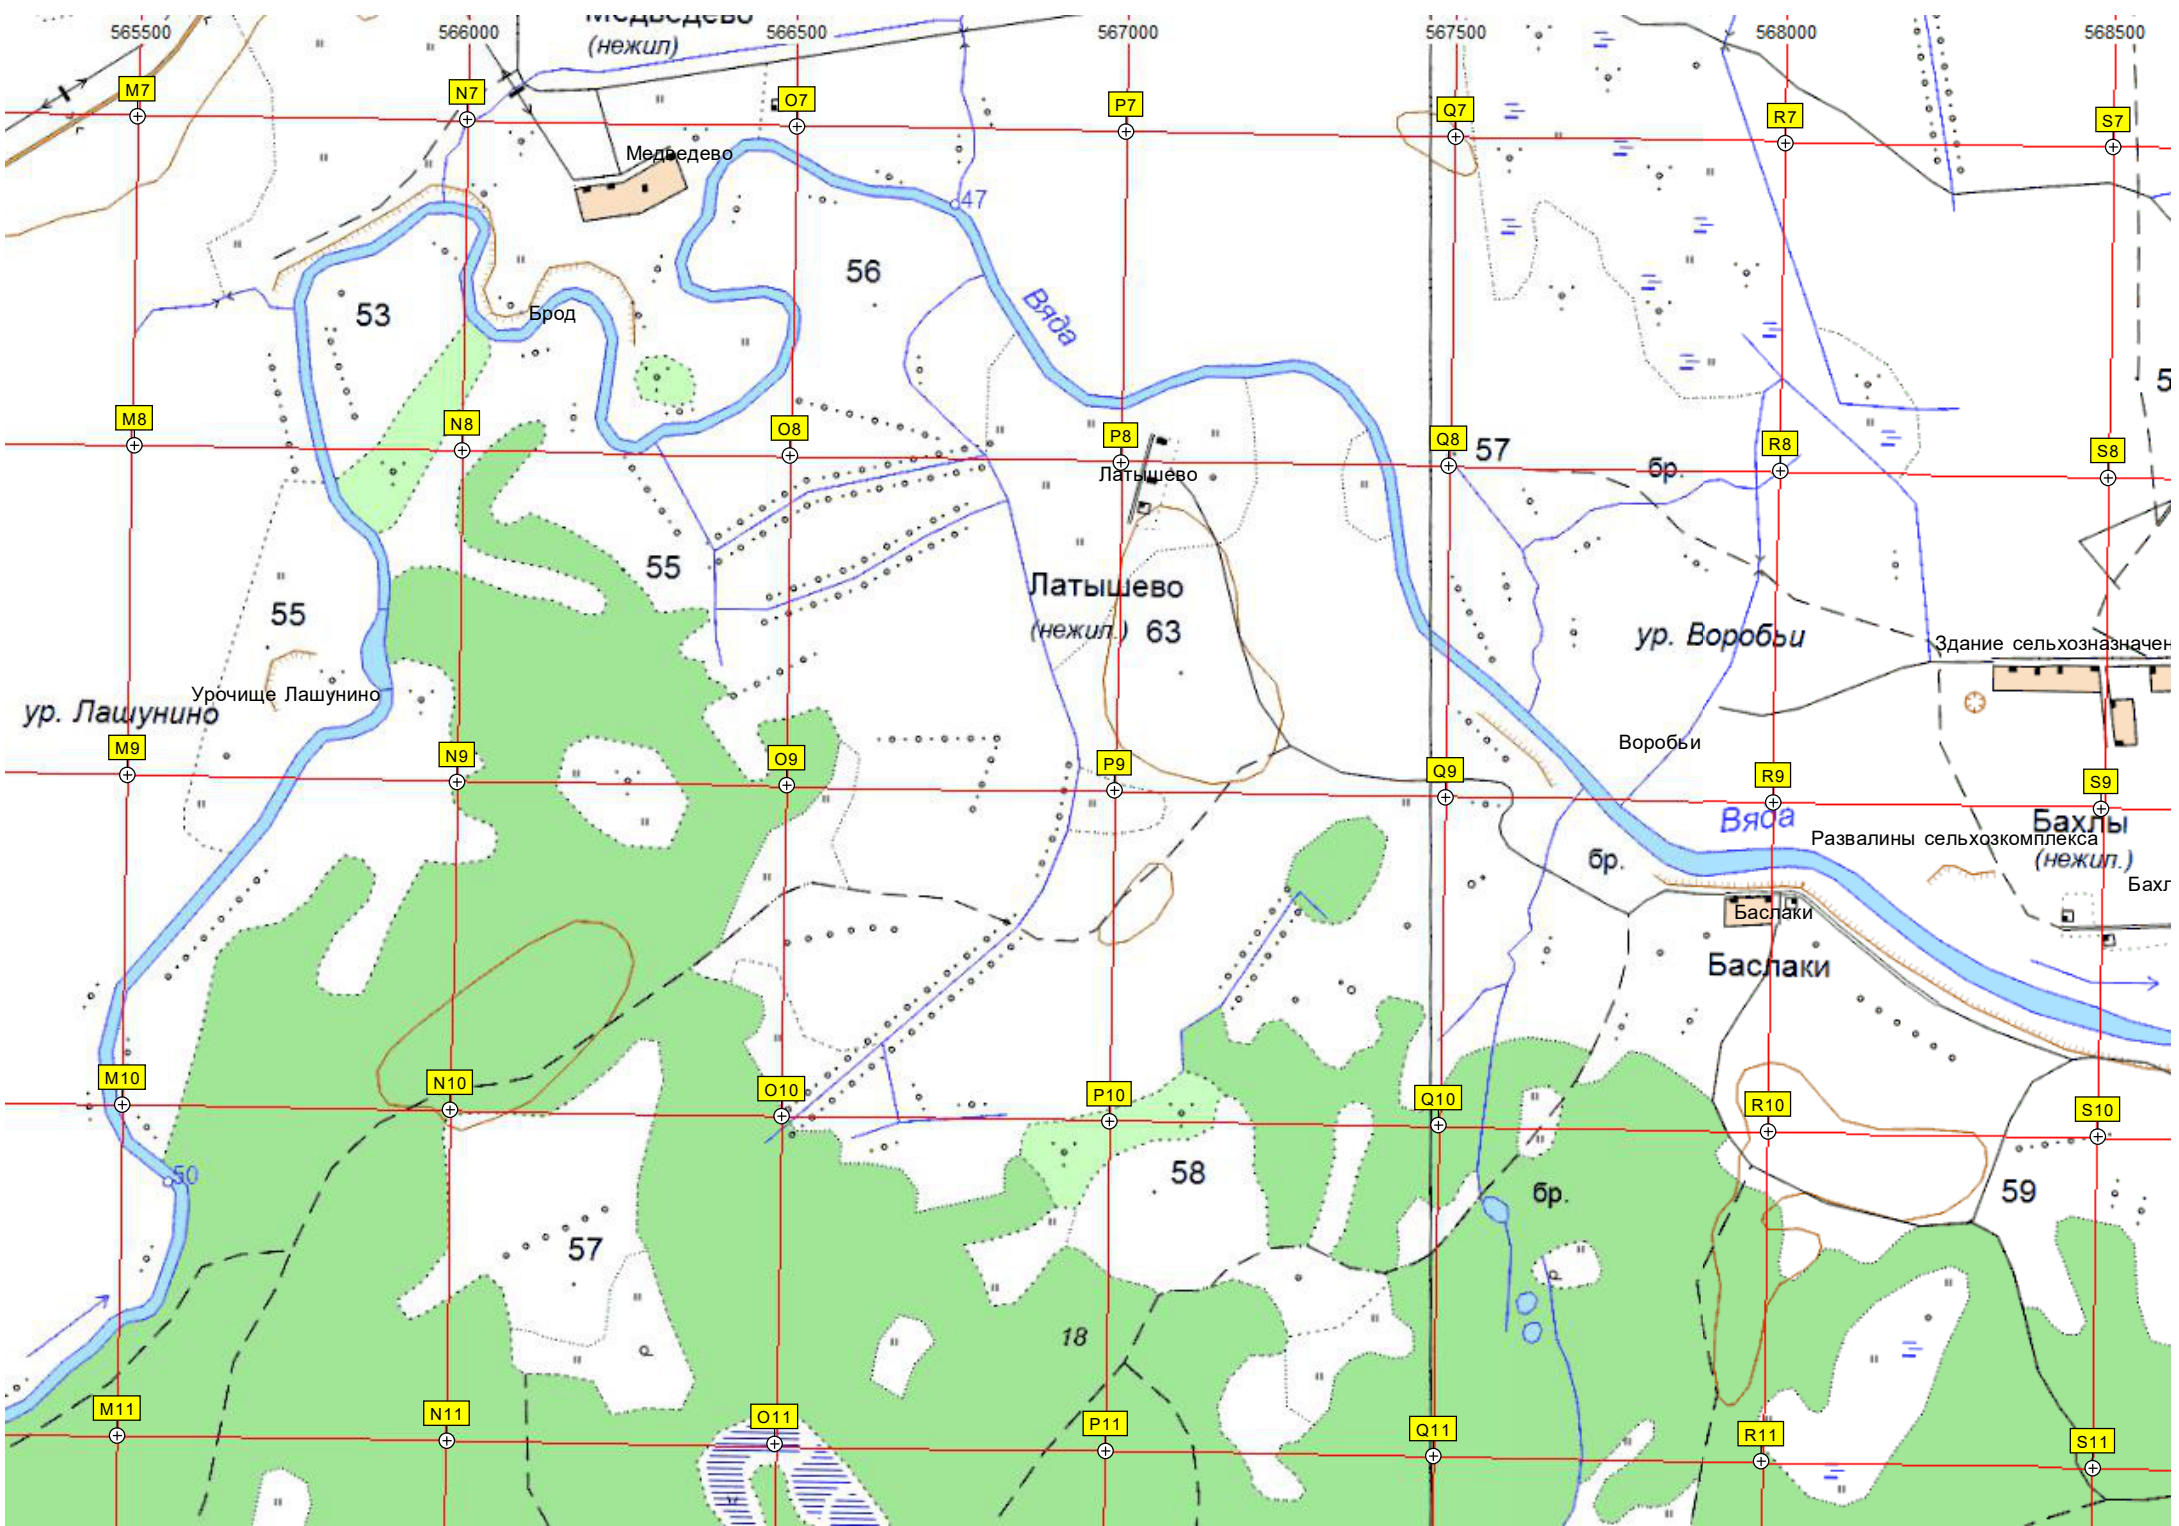 Медведево
565500 566000 566500 567000 567500 568000 568500
(нежил)
M7 N7 O7 P7 Q7 R7 S7
Медведево
47
56
53
Брод
Вяда
5
M8 N8 O8 P8 Q8 R8 S8
57
бр.
Латышево
55
Латышево
55
(нежил.) 63
ур. Воробьи
Здание сельхозназначен
Урочище Лашунино
ур. Лашунино
Воробьи
M9 N9 O9 P9 Q9 R9 S9
Вяда
Бахлы
Развалины сельхозкомплекса
(нежил.)
бр.
Бахл
Баслаки
Баслаки
M10 N10 O10 P10 Q10 R10 S10
50
58
бр.
59
57
18
M11 N11 O11 P11 Q11 R11 S11